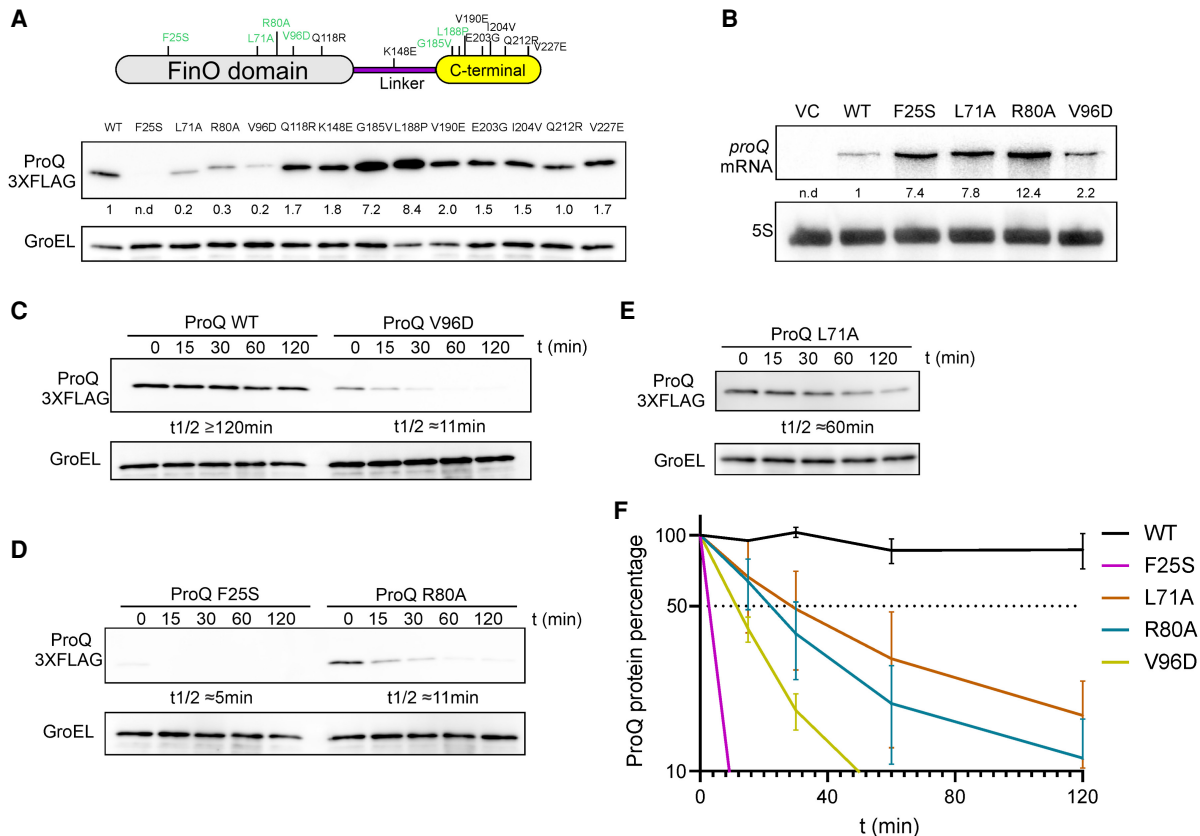 A
F25S
R80A
L71A
V96D
Q118R
K148E
V190E
L188P
I204V
G185V
E203G
Q212R
V227E
FinO domain
Linker
C-terminal
WT F25S L71A R80A V96D Q118R K148E G185V L188P V190E E203G I204V Q212R V227E
ProQ
3XFLAG
1 n.d 0.2 0.3 0.2 1.7 1.8 7.2 8.4 2.0 1.5 1.5 1.0 1.7
GroEL
B
VC WT F25S L71A R80A V96D
proQ
mRNA
n.d 1 7.4 7.8 12.4 2.2
5S
C
ProQ WT ProQ V96D
0 15 30 60 120 0 15 30 60 120 t (min)
ProQ
3XFLAG
t1/2 ≥120min t1/2 ≈11min
GroEL
D
ProQ F25S ProQ R80A
0 15 30 60 120 0 15 30 60 120 t (min)
ProQ
3XFLAG
t1/2 ≈5min t1/2 ≈11min
GroEL
E
ProQ L71A
0 15 30 60 120 t (min)
ProQ
3XFLAG
t1/2 ≈60min
GroEL
F
ProQ protein percentage
100
50
10
0 40 80 120
t (min)
WT
F25S
L71A
R80A
V96D